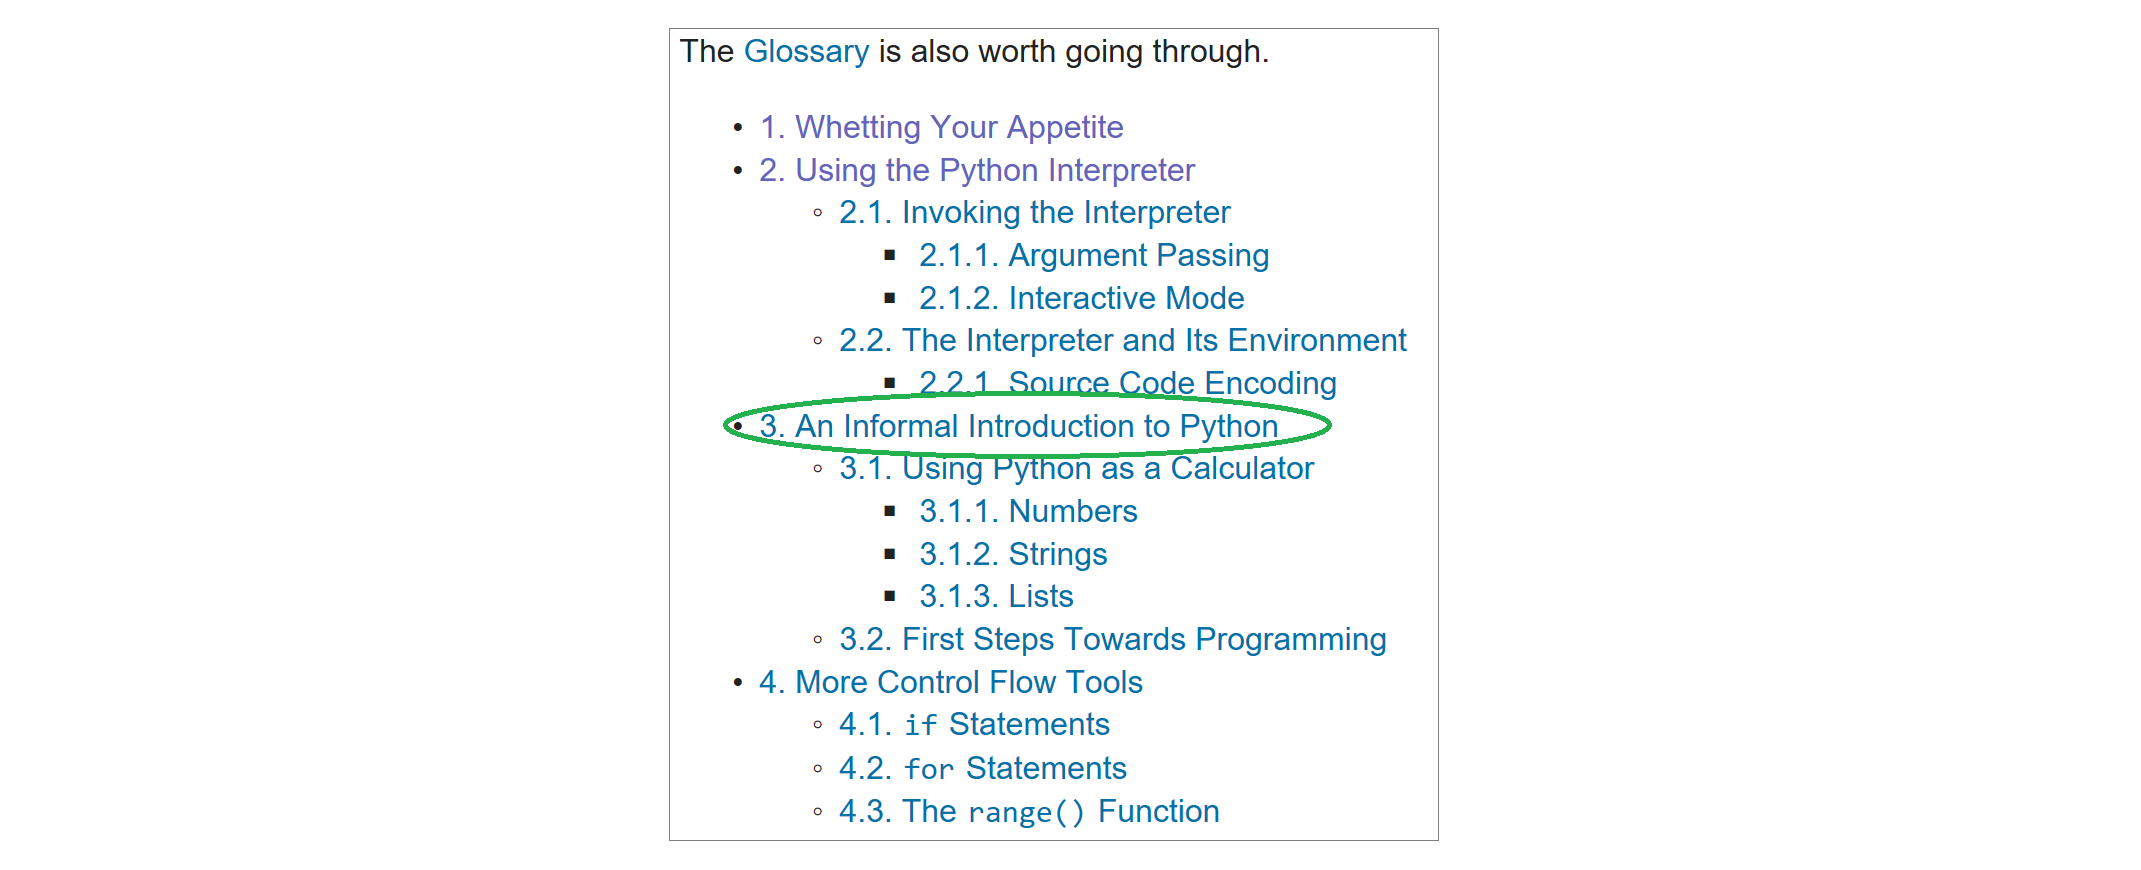 The Glossary is also worth going through.
• 1. Whetting Your Appetite
• 2. Using the Python Interpreter
◦ 2.1. Invoking the Interpreter
▪ 2.1.1. Argument Passing
▪ 2.1.2. Interactive Mode
◦ 2.2. The Interpreter and Its Environment
▪ 2.2.1. Source Code Encoding
• 3. An Informal Introduction to Python
◦ 3.1. Using Python as a Calculator
▪ 3.1.1. Numbers
▪ 3.1.2. Strings
▪ 3.1.3. Lists
◦ 3.2. First Steps Towards Programming
• 4. More Control Flow Tools
◦ 4.1. if Statements
◦ 4.2. for Statements
◦ 4.3. The range() Function